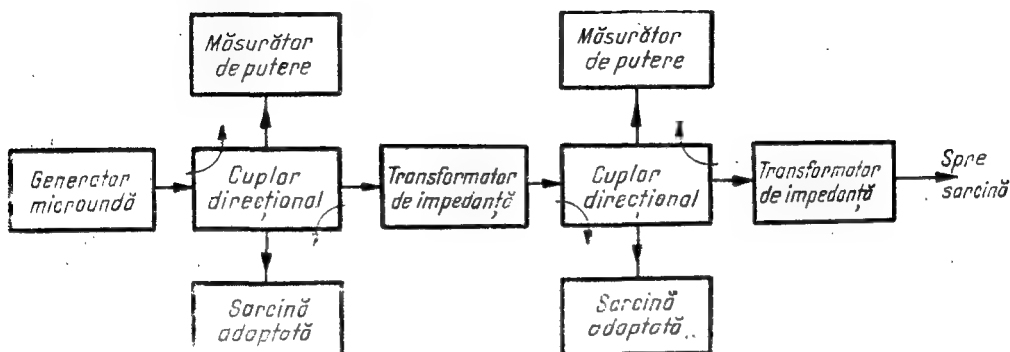 Măsurător
de putere
Măsurător
de putere
Generator
microundă
Cuplor
direcțional
Transformator
de impedanță
Cuplor
direcțional
Transformator
de impedanță
Spre
sarcină
Sarcină
adaptată
Sarcină
adaptată